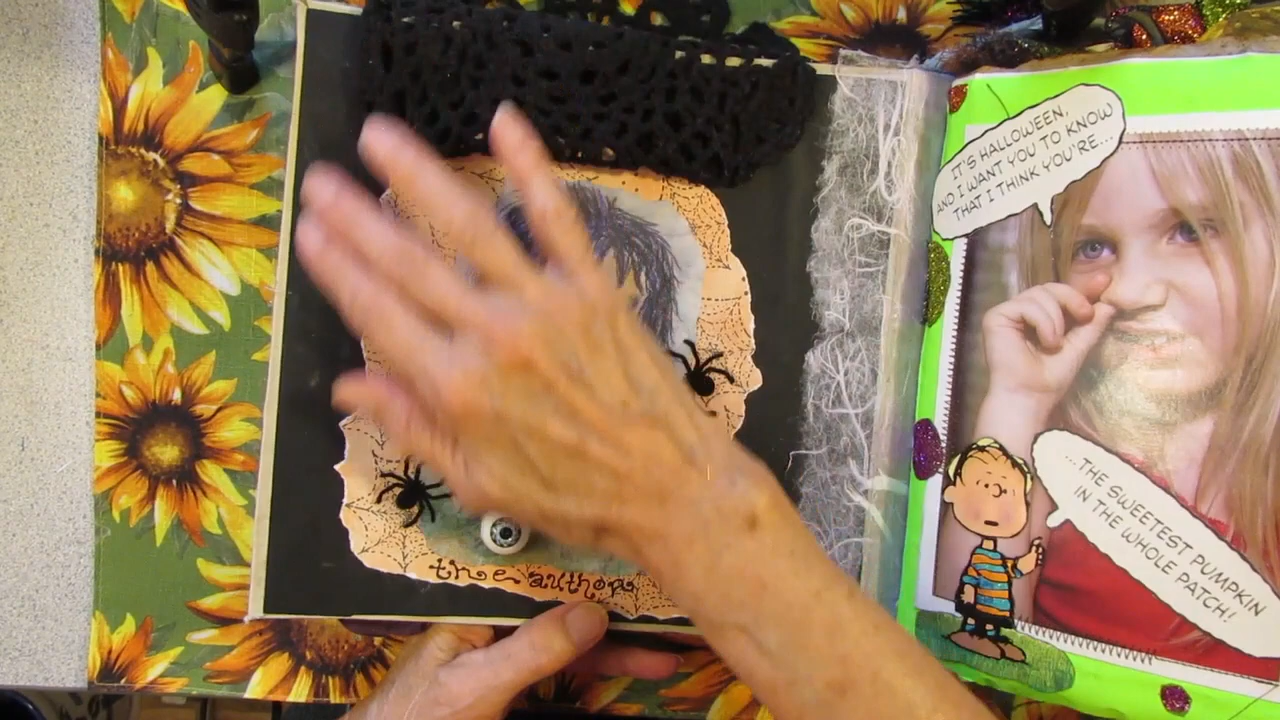 the author
IT'S HALLOWEEN,
AND I WANT YOU TO KNOW
THAT I THINK YOU'RE...
...THE SWEETEST PUMPKIN
IN THE WHOLE PATCH!